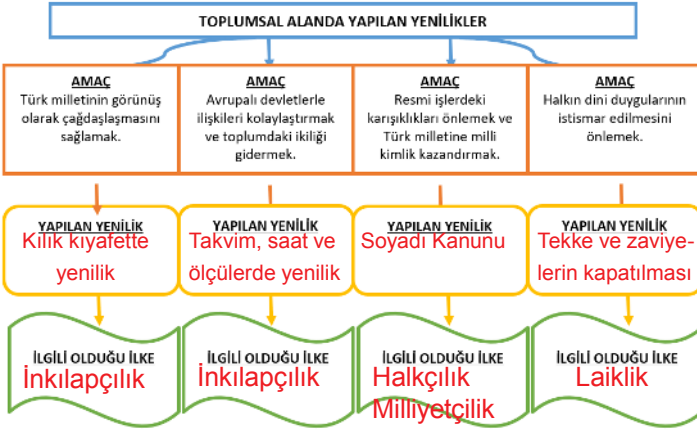 TOPLUMSAL ALANDA YAPILAN YENİLİKLER
AMAÇ
Türk milletinin görünüş
olarak çağdaşlaşmasını
sağlamak.
AMAÇ
Avrupalı devletlerle
ilişkileri kolaylaştırmak
ve toplumdaki ikiliği
gidermek.
AMAÇ
Resmi işlerdeki
karışıklıkları önlemek ve
Türk milletine milli
kimlik kazandırmak.
AMAÇ
Halkın dini duygularının
istismar edilmesini
önlemek.
YAPILAN YENİLİK
Kılık kıyafette
yenilik
YAPILAN YENİLİK
Takvim, saat ve
ölçülerde yenilik
YAPILAN YENİLİK
Soyadı Kanunu
YAPILAN YENİLİK
Tekke ve zaviye-
lerin kapatılması
İLGİLİ OLDUĞU İLKE
İnkılapçılık
İLGİLİ OLDUĞU İLKE
İnkılapçılık
İLGİLİ OLDUĞU İLKE
Halkçılık
Milliyetçilik
İLGİLİ OLDUĞU İLKE
Laiklik